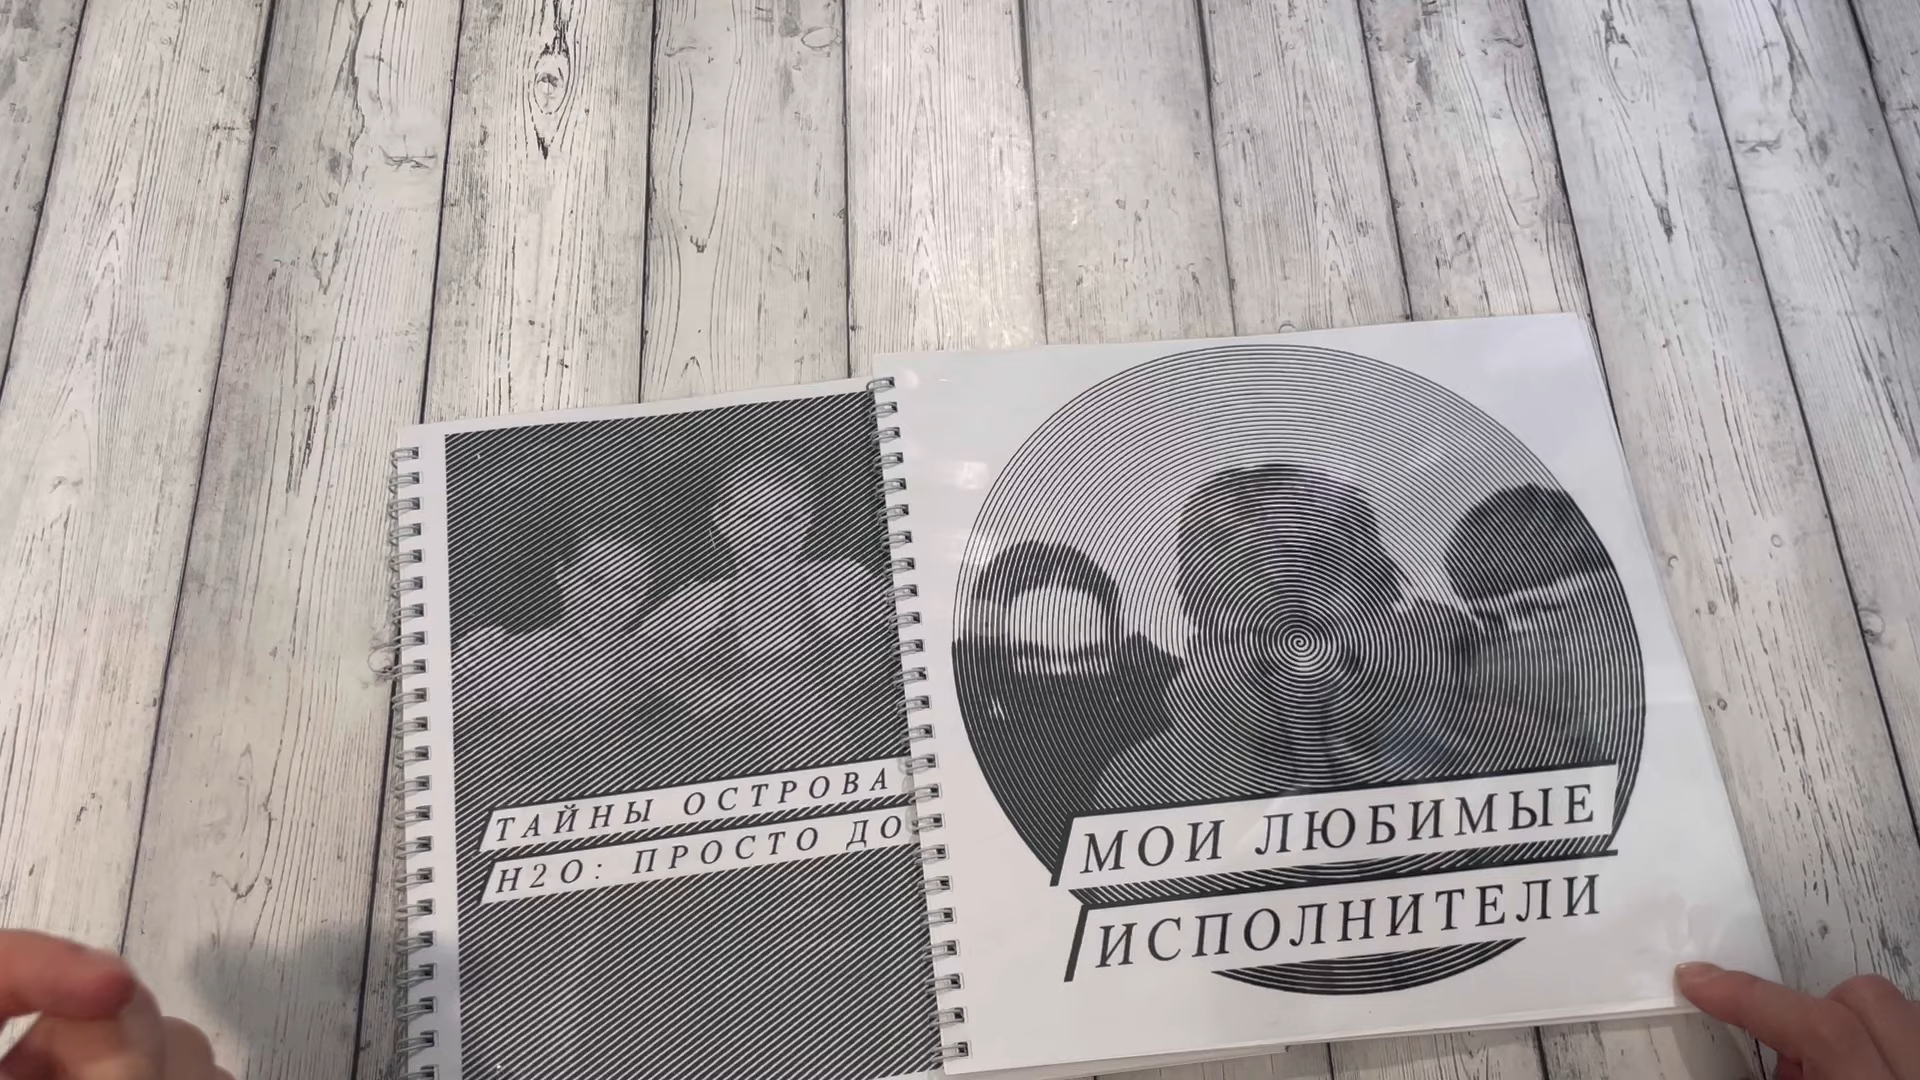 ТАЙНЫ ОСТРОВА
H2O: ПРОСТО ДО
МОИ ЛЮБИМЫЕ
ИСПОЛНИТЕЛИ